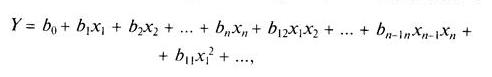 Y = b₀ + b₁x₁ + b₂x₂ + ... + bₙxₙ + b₁₂x₁x₂ + ... + bₙ₋₁ₙxₙ₋₁xₙ +
+ b₁₁x₁² + ...,